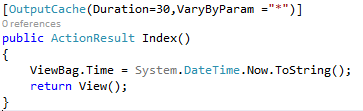 [OutputCache(Duration=30,VaryByParam ="*")]
0 references
public ActionResult Index()
{
    ViewBag.Time = System.DateTime.Now.ToString();
    return View();
}